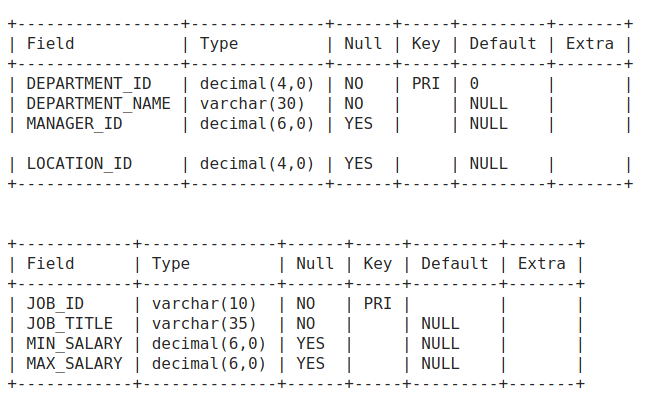 +-----------------+--------------+------+-----+---------+-------+
| Field           | Type         | Null | Key | Default | Extra |
+-----------------+--------------+------+-----+---------+-------+
| DEPARTMENT_ID   | decimal(4,0) | NO   | PRI | 0       |       |
| DEPARTMENT_NAME | varchar(30)  | NO   |     | NULL    |       |
| MANAGER_ID      | decimal(6,0) | YES  |     | NULL    |       |
| LOCATION_ID     | decimal(4,0) | YES  |     | NULL    |       |
+-----------------+--------------+------+-----+---------+-------+
+------------+--------------+------+-----+---------+-------+
| Field      | Type         | Null | Key | Default | Extra |
+------------+--------------+------+-----+---------+-------+
| JOB_ID     | varchar(10)  | NO   | PRI |         |       |
| JOB_TITLE  | varchar(35)  | NO   |     | NULL    |       |
| MIN_SALARY | decimal(6,0) | YES  |     | NULL    |       |
| MAX_SALARY | decimal(6,0) | YES  |     | NULL    |       |
+------------+--------------+------+-----+---------+-------+